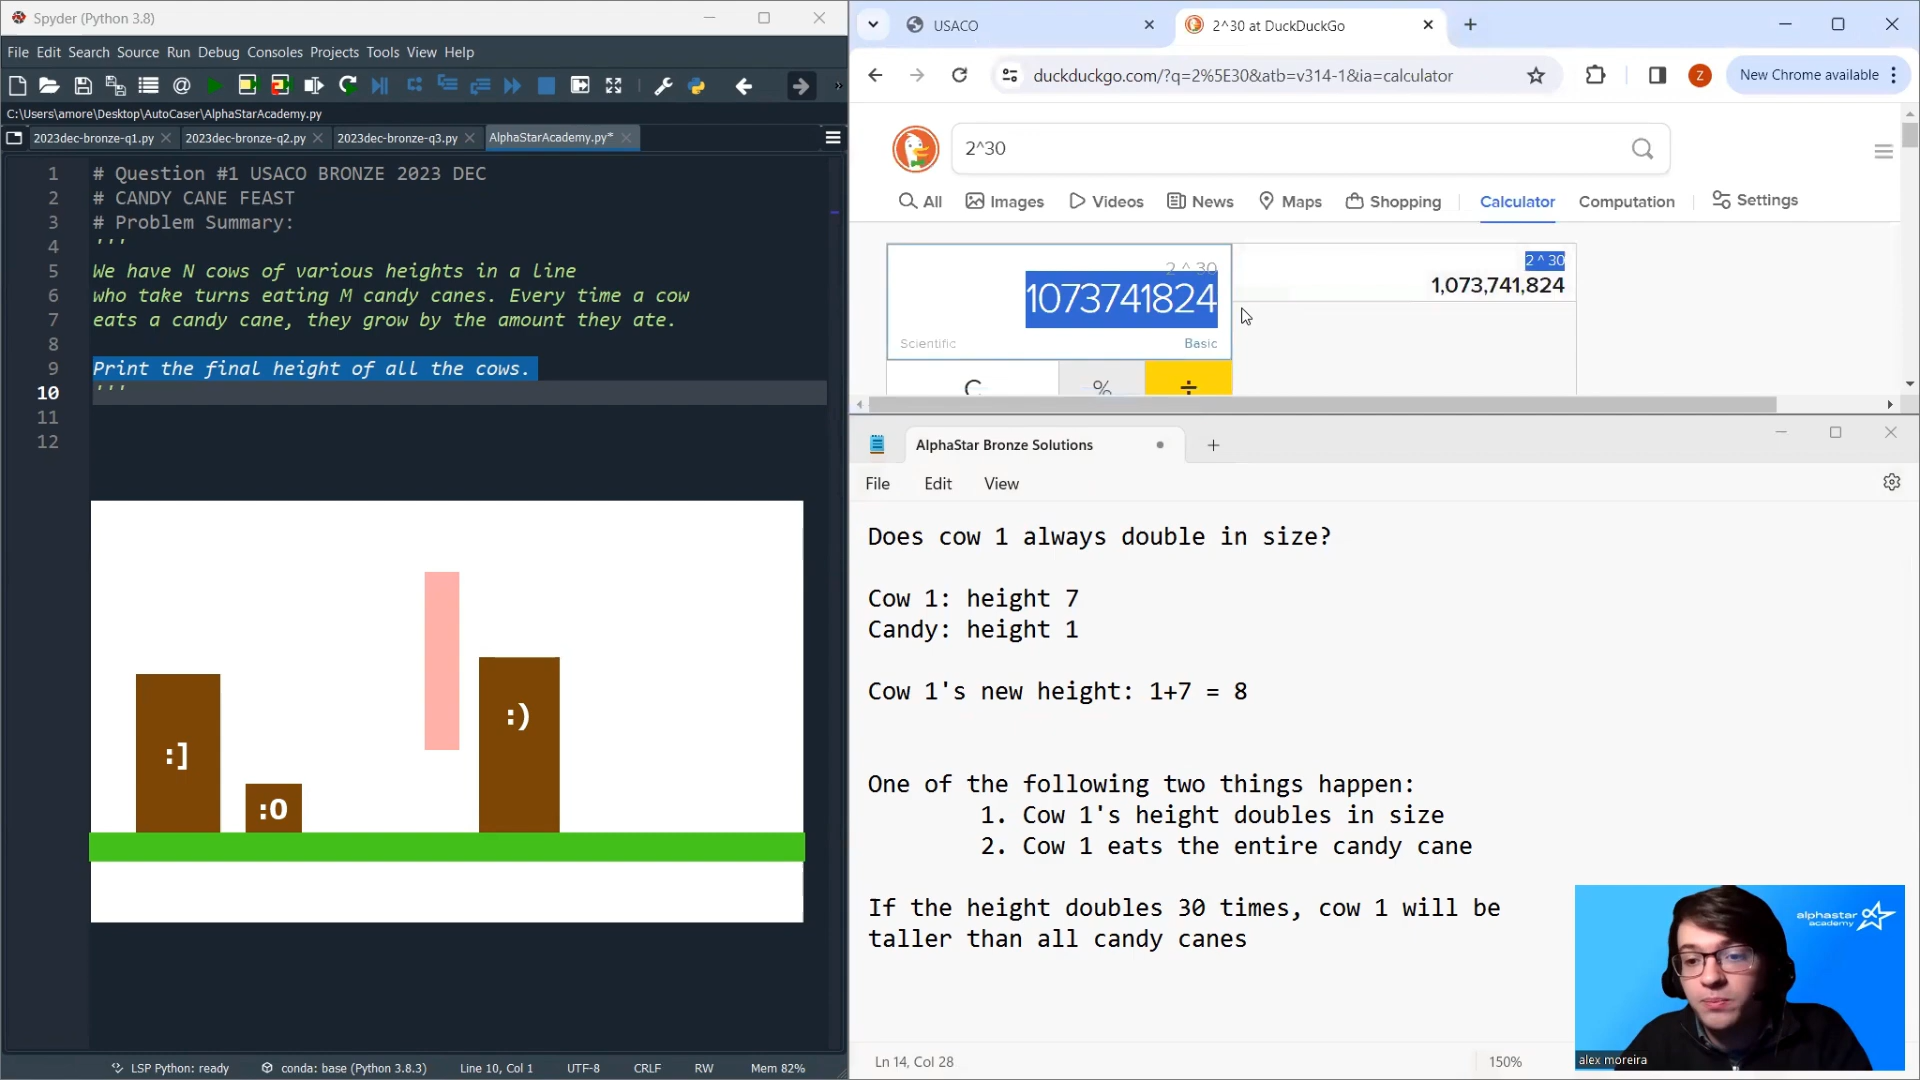 Spyder (Python 3.8)
File Edit Search Source Run Debug Consoles Projects Tools View Help
C:\Users\amore\Desktop\AutoCaser\AlphaStarAcademy.py
2023dec-bronze-q1.py 2023dec-bronze-q2.py 2023dec-bronze-q3.py AlphaStarAcademy.py*
1 # Question #1 USACO BRONZE 2023 DEC
2 # CANDY CANE FEAST
3 # Problem Summary:
4 '''
5 We have N cows of various heights in a line
6 who take turns eating M candy canes. Every time a cow
7 eats a candy cane, they grow by the amount they ate.
8
9 Print the final height of all the cows.
10 '''
11
12
:]
:O
:)
LSP Python: ready conda: base (Python 3.8.3) Line 10, Col 1 UTF-8 CRLF RW Mem 82%
USACO 2^30 at DuckDuckGo
duckduckgo.com/?q=2%5E30&atb=v314-1&ia=calculator Z New Chrome available
2^30
All Images Videos News Maps Shopping Calculator Computation Settings
2 ^ 30
1073741824
Scientific Basic
2 ^ 30
1,073,741,824
C % ÷
AlphaStar Bronze Solutions
File Edit View
Does cow 1 always double in size?
Cow 1: height 7
Candy: height 1
Cow 1's new height: 1+7 = 8
One of the following two things happen:
1. Cow 1's height doubles in size
2. Cow 1 eats the entire candy cane
If the height doubles 30 times, cow 1 will be
taller than all candy canes
Ln 14, Col 28 150%
alphastar
academy
alex moreira